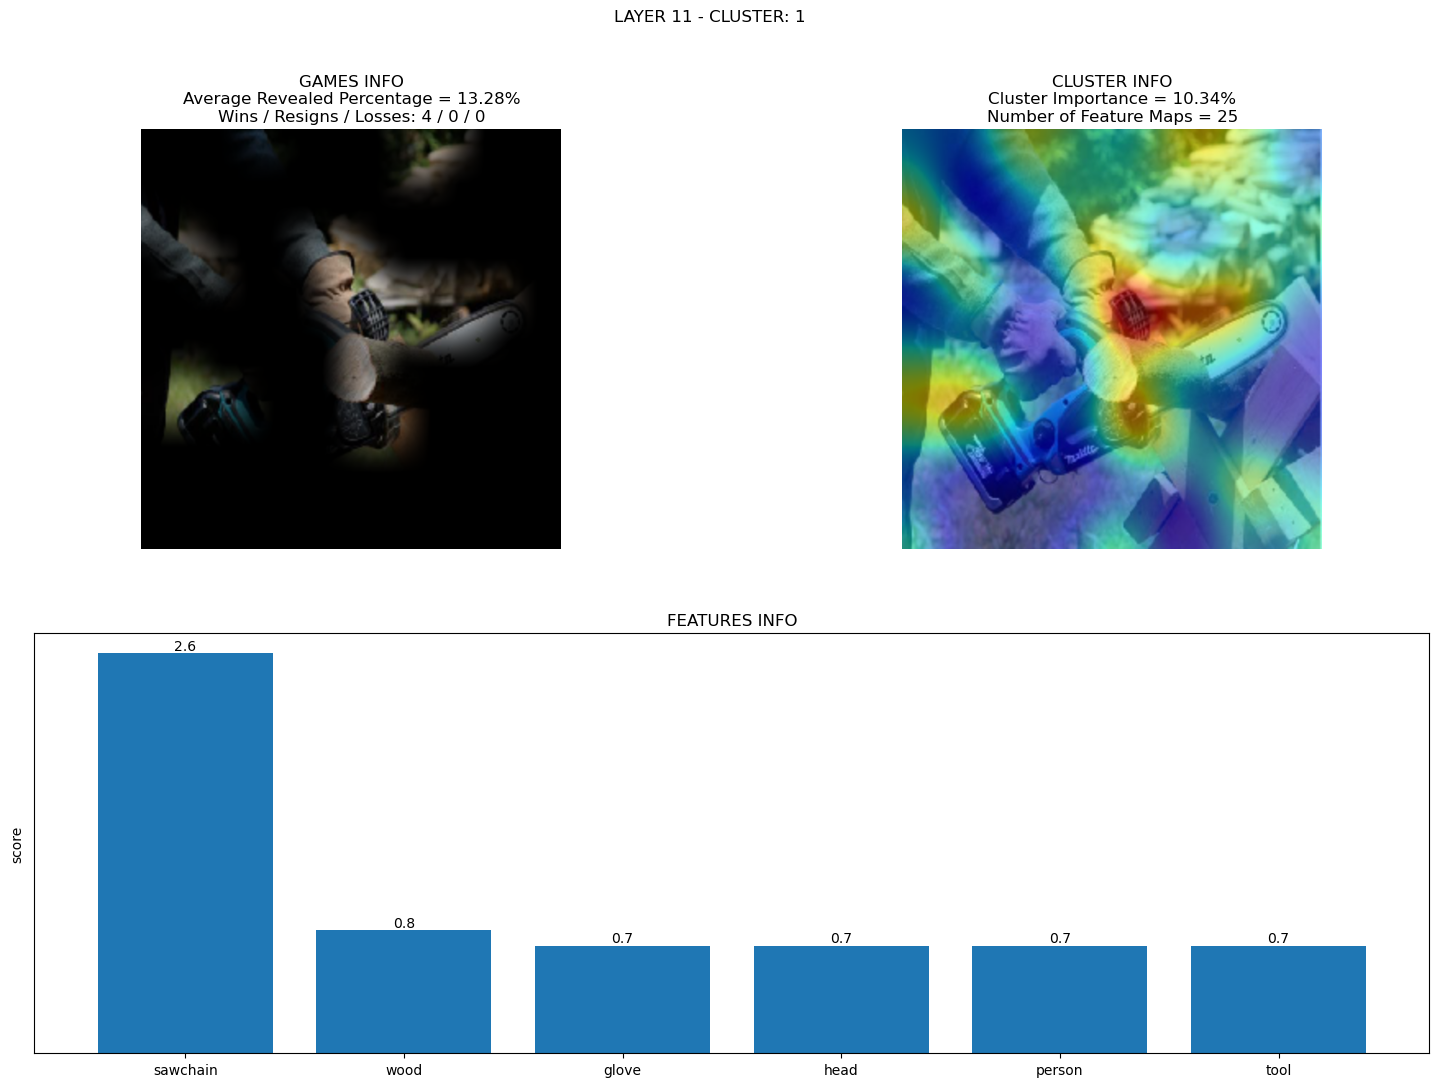 LAYER 11 - CLUSTER: 1
GAMES INFO
Average Revealed Percentage = 13.28%
Wins / Resigns / Losses: 4 / 0 / 0
CLUSTER INFO
Cluster Importance = 10.34%
Number of Feature Maps = 25
makita
FEATURES INFO
score
2.6
0.8
0.7
0.7
0.7
0.7
sawchain
wood
glove
head
person
tool